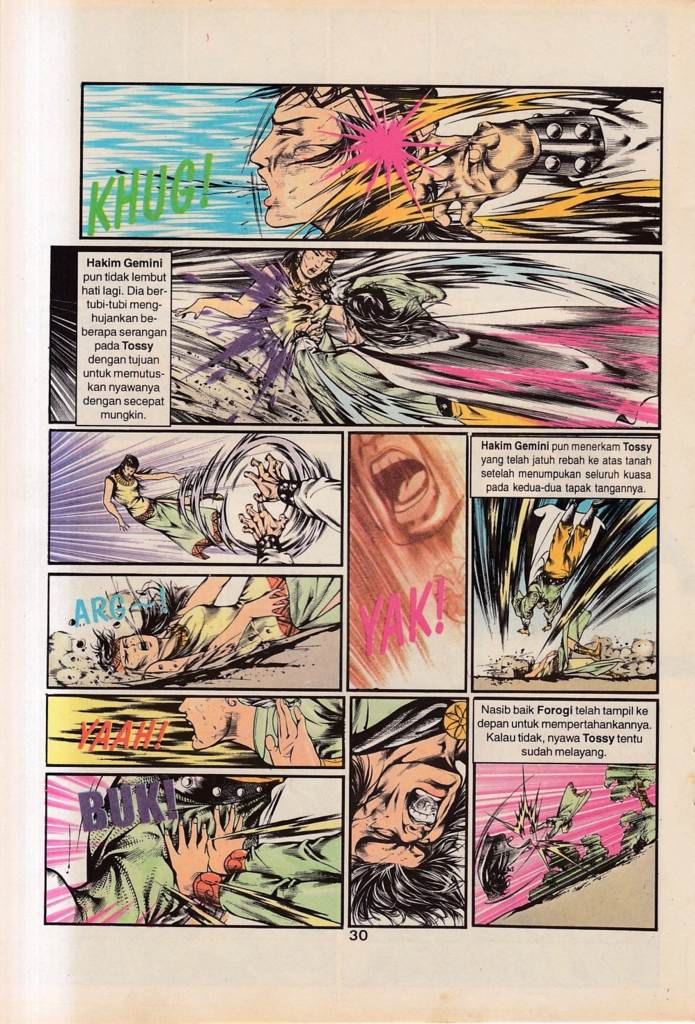 KHUG!
Hakim Gemini
pun tidak lembut
hati lagi. Dia ber-
tubi-tubi meng-
hujankan be-
berapa serangan
pada Tossy
dengan tujuan
untuk memutus-
kan nyawanya
dengan secepat
mungkin.
Hakim Gemini pun menerkam Tossy
yang telah jatuh rebah ke atas tanah
setelah menumpukan seluruh kuasa
pada kedua-dua tapak tangannya.
ARG~!
YAK!
YAAH!
BUK!
Nasib baik Forogi telah tampil ke
depan untuk mempertahankannya.
Kalau tidak, nyawa Tossy tentu
sudah melayang.
30